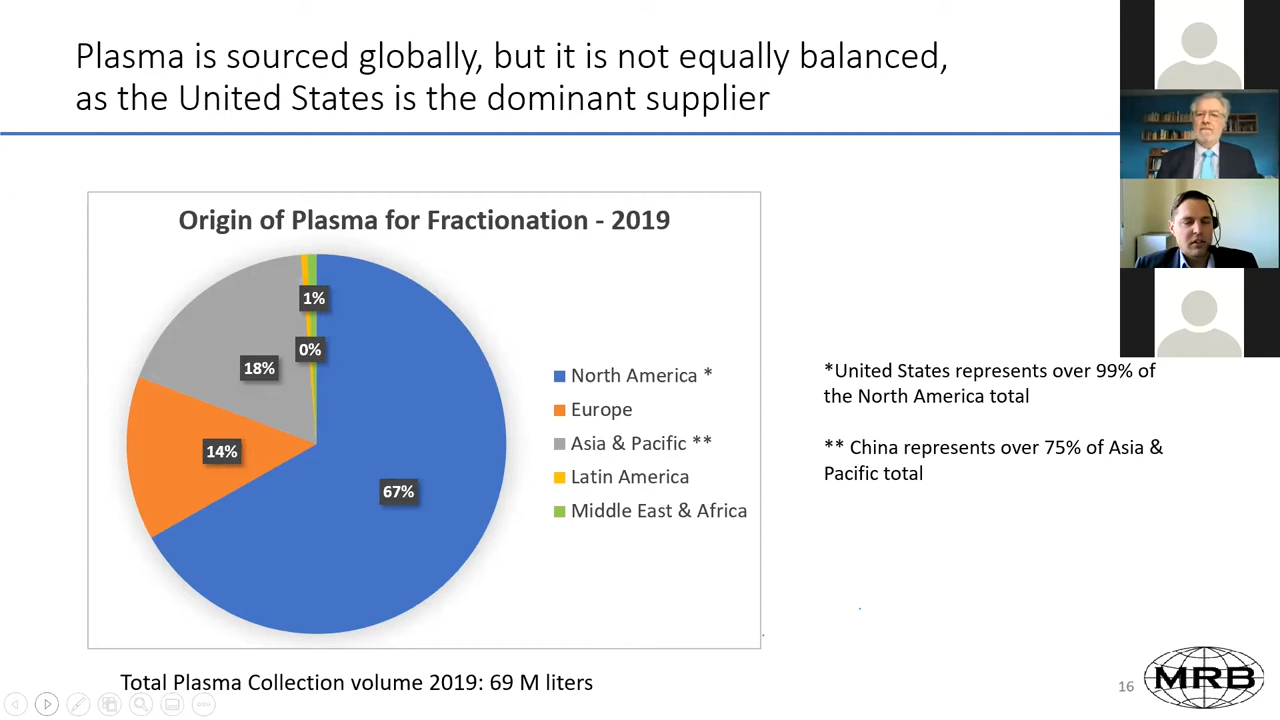 Plasma is sourced globally, but it is not equally balanced,
as the United States is the dominant supplier
Origin of Plasma for Fractionation - 2019
1%
0%
18%
14%
67%
North America *
Europe
Asia & Pacific **
Latin America
Middle East & Africa
*United States represents over 99% of
the North America total
** China represents over 75% of Asia &
Pacific total
Total Plasma Collection volume 2019: 69 M liters
16
MRB